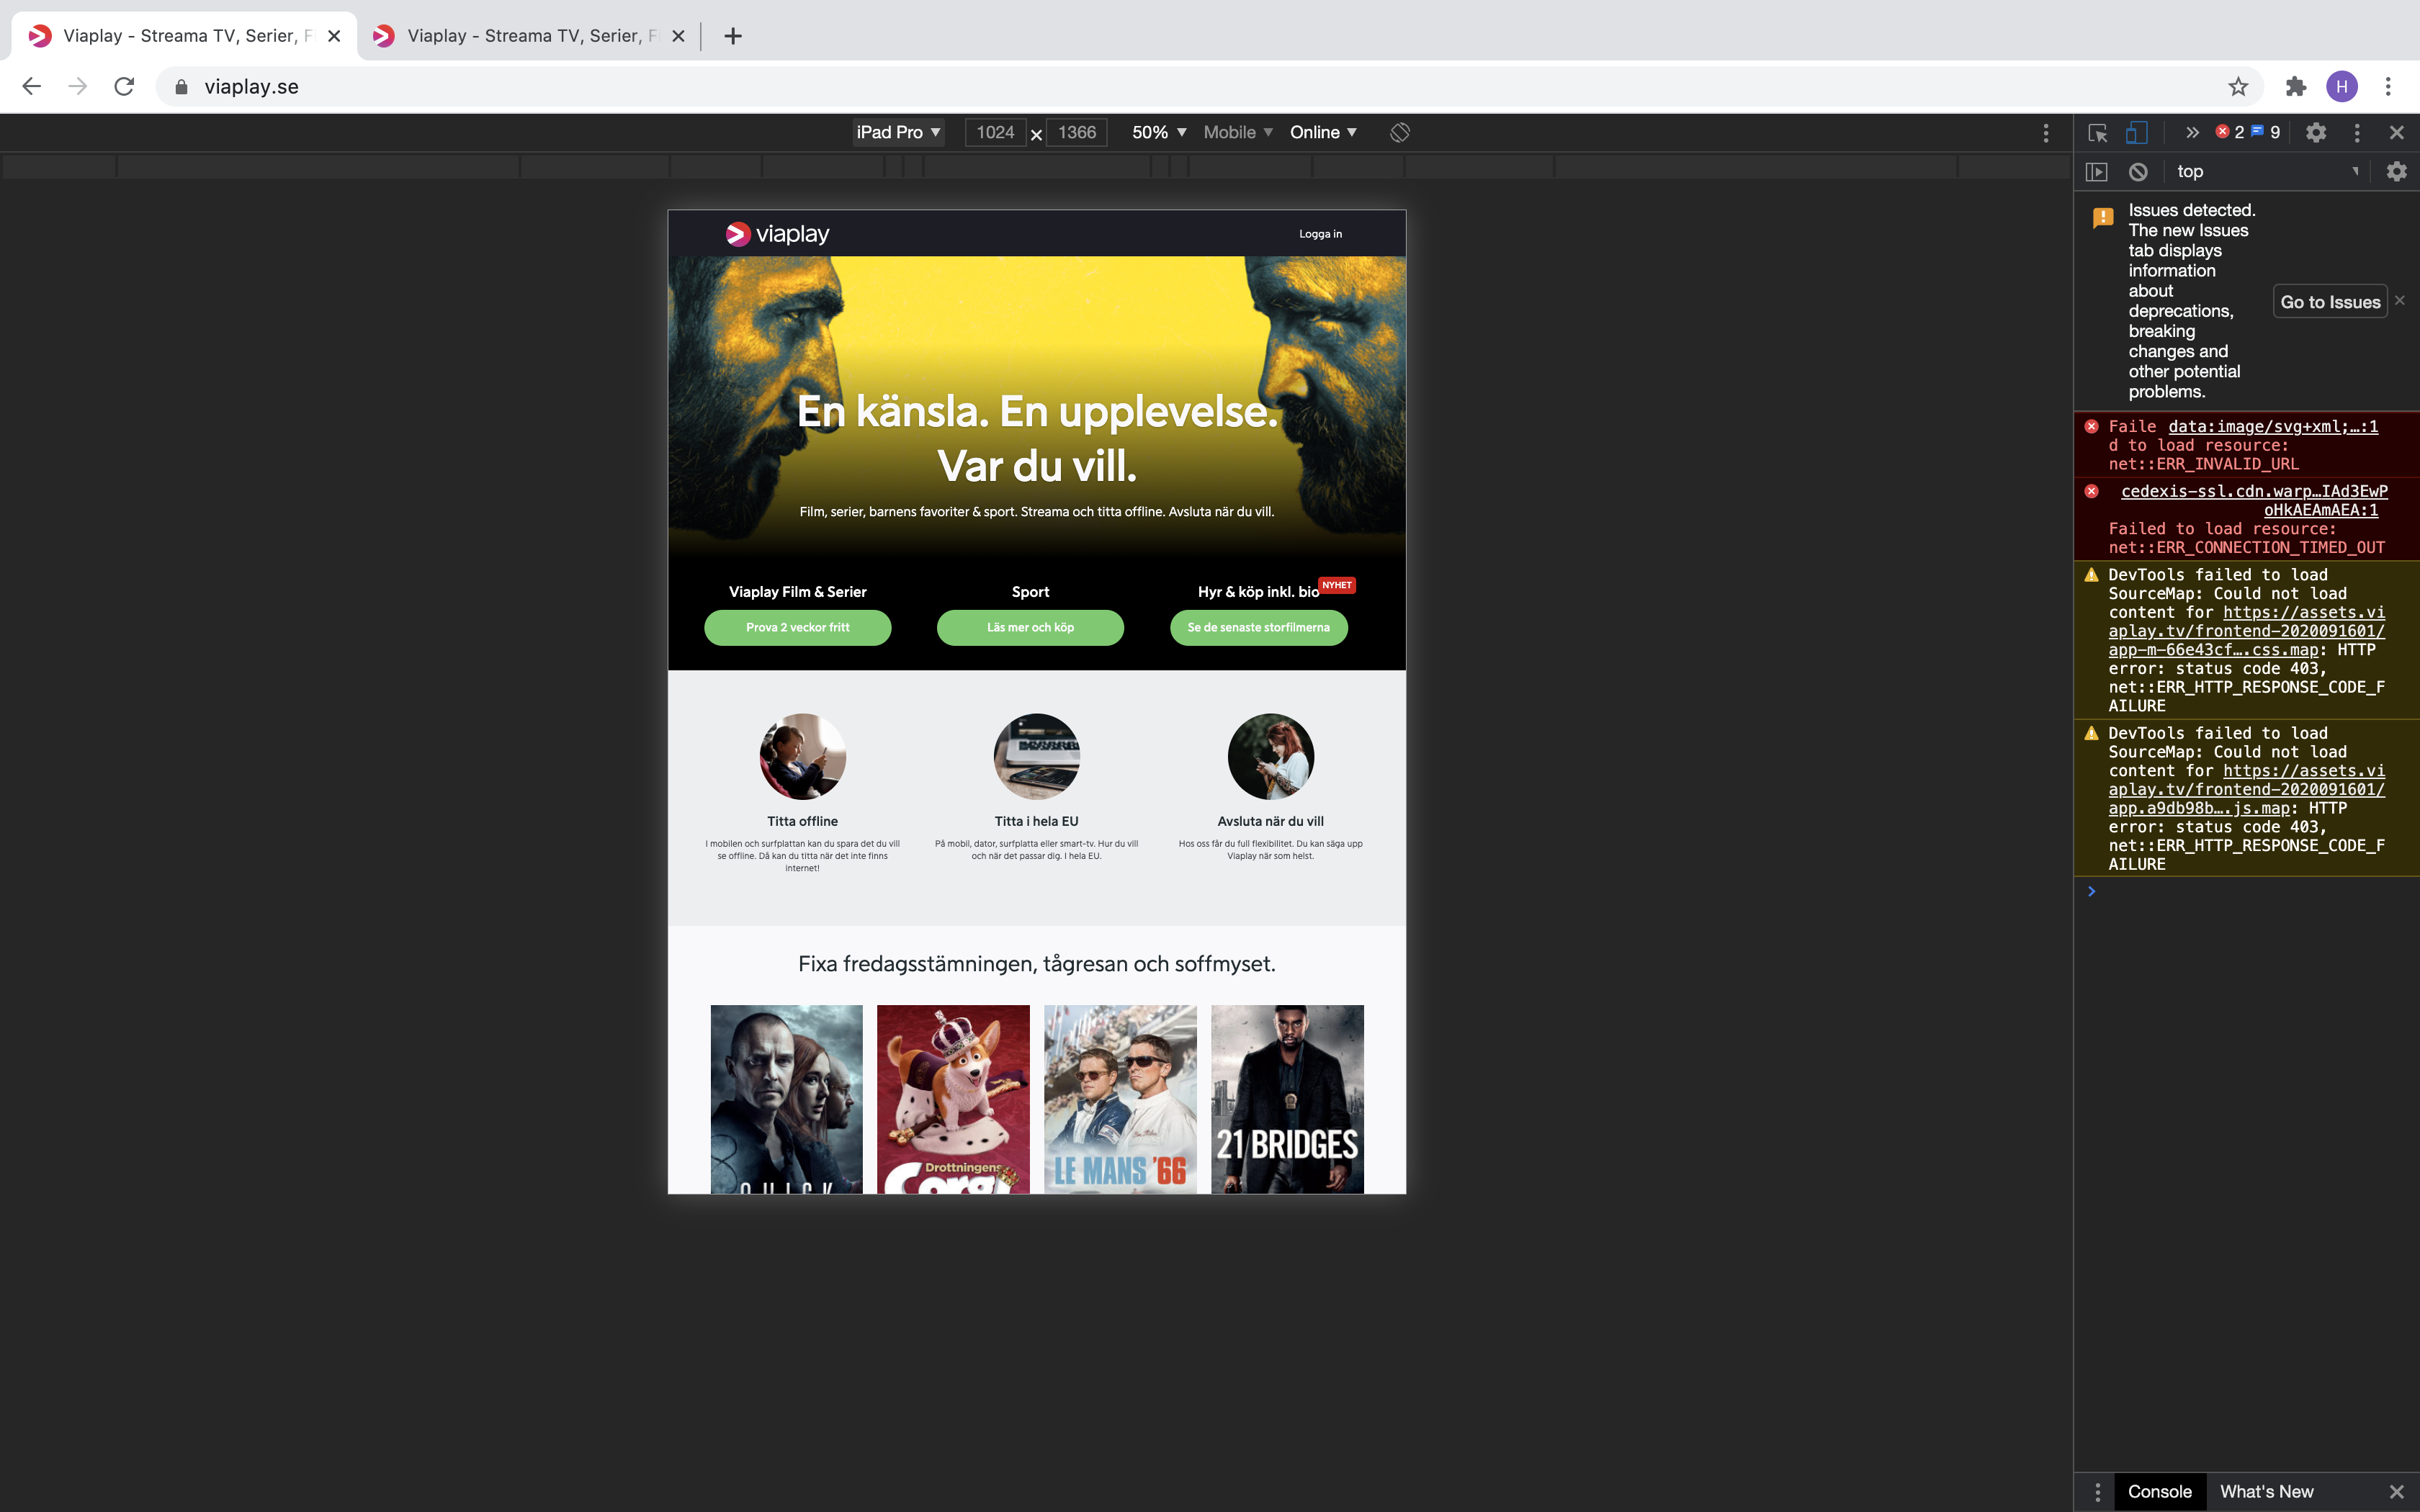 Viaplay - Streama TV, Serier, F
Viaplay - Streama TV, Serier, F
viaplay.se
H
iPad Pro ▼ 1024 × 1366 50% ▼ Mobile ▼ Online ▼
2 9
top
Issues detected.
The new Issues
tab displays
information
about
deprecations,
breaking
changes and
other potential
problems.
Go to Issues
Faile data:image/svg+xml;…:1
d to load resource:
net::ERR_INVALID_URL
cedexis-ssl.cdn.warp…IAd3EwP
oHkAEAmAEA:1
Failed to load resource:
net::ERR_CONNECTION_TIMED_OUT
DevTools failed to load
SourceMap: Could not load
content for https://assets.vi
aplay.tv/frontend-2020091601/
app-m-66e43cf….css.map: HTTP
error: status code 403,
net::ERR_HTTP_RESPONSE_CODE_F
AILURE
DevTools failed to load
SourceMap: Could not load
content for https://assets.vi
aplay.tv/frontend-2020091601/
app.a9db98b….js.map: HTTP
error: status code 403,
net::ERR_HTTP_RESPONSE_CODE_F
AILURE
Console What's New
viaplay
Logga in
En känsla. En upplevelse.
Var du vill.
Film, serier, barnens favoriter & sport. Streama och titta offline. Avsluta när du vill.
Viaplay Film & Serier
Prova 2 veckor fritt
Sport
Läs mer och köp
Hyr & köp inkl. bio NYHET
Se de senaste storfilmerna
Titta offline
I mobilen och surfplattan kan du spara det du vill
se offline. Då kan du titta när det inte finns
internet!
Titta i hela EU
På mobil, dator, surfplatta eller smart-tv. Hur du vill
och när det passar dig. I hela EU.
Avsluta när du vill
Hos oss får du full flexibilitet. Du kan säga upp
Viaplay när som helst.
Fixa fredagsstämningen, tågresan och soffmyset.
QUICK
Drottningens
Corgi
LE MANS '66
21 BRIDGES